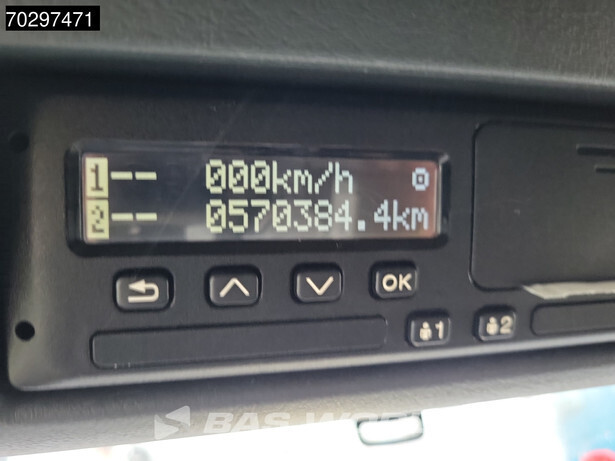 70297471
1-- 000km/h
2-- 0570384.4km
OK
1 2
BAS WORLD